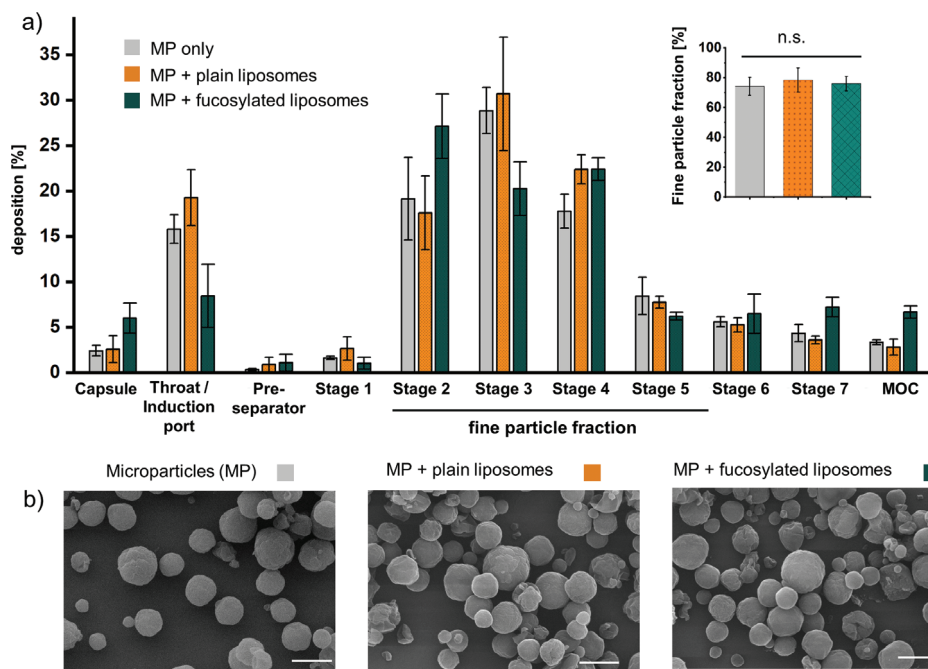 a)
MP only
MP + plain liposomes
MP + fucosylated liposomes
deposition [%]
35
30
25
20
15
10
5
0
n.s.
Fine particle fraction [%]
100
80
60
40
20
0
Capsule
Throat /
Induction
port
Pre-
separator
Stage 1
Stage 2
Stage 3
Stage 4
Stage 5
Stage 6
Stage 7
MOC
fine particle fraction
Microparticles (MP)
MP + plain liposomes
MP + fucosylated liposomes
b)